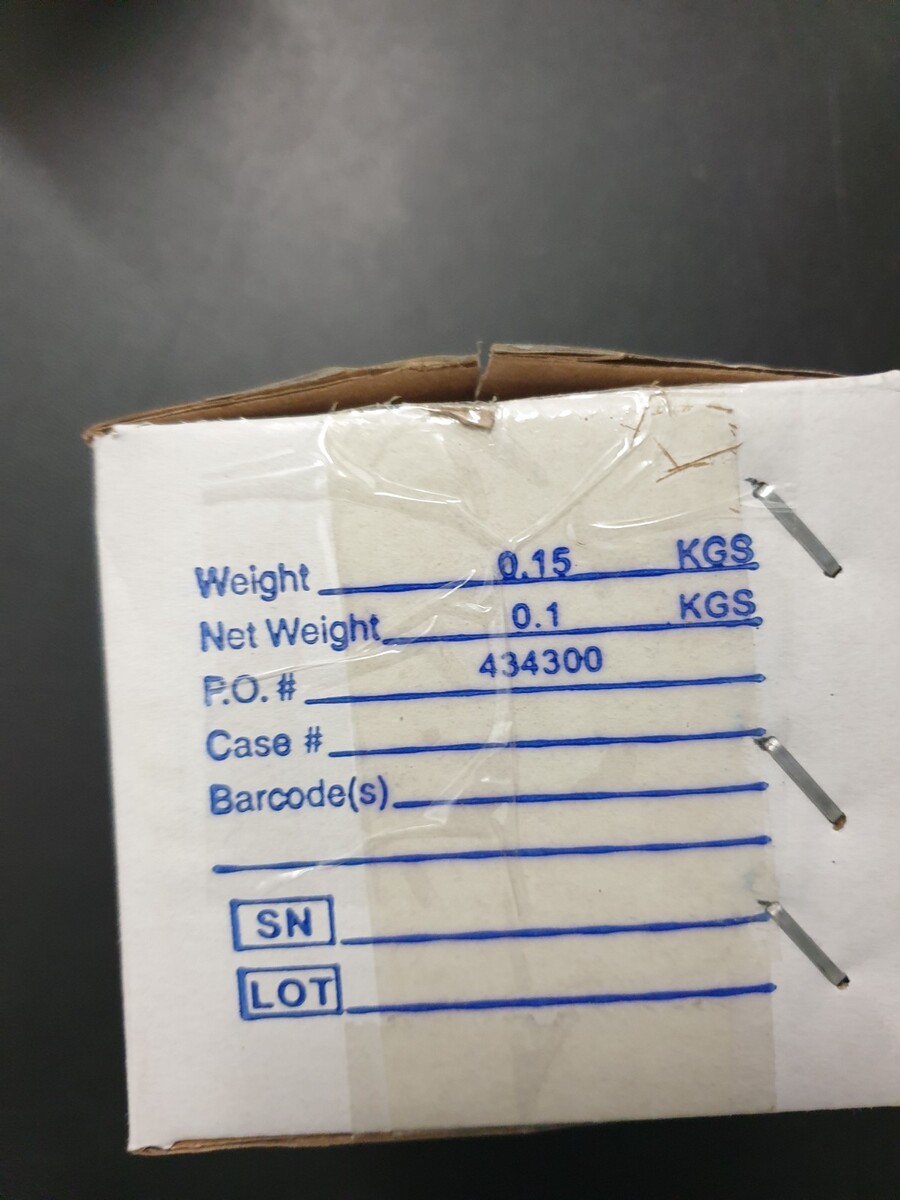 Weight 0.15 KGS
Net Weight 0.1 KGS
P.O. # 434300
Case #
Barcode(s)
SN
LOT